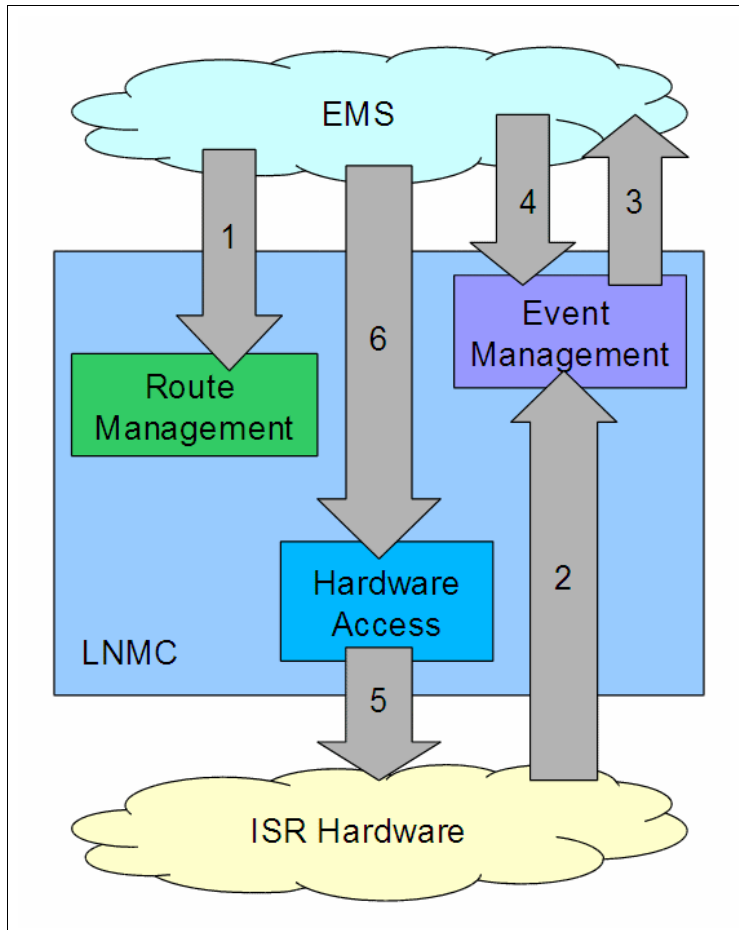 EMS
4
3
1
Event
Management
6
Route
Management
2
Hardware
Access
LNMC
5
ISR Hardware